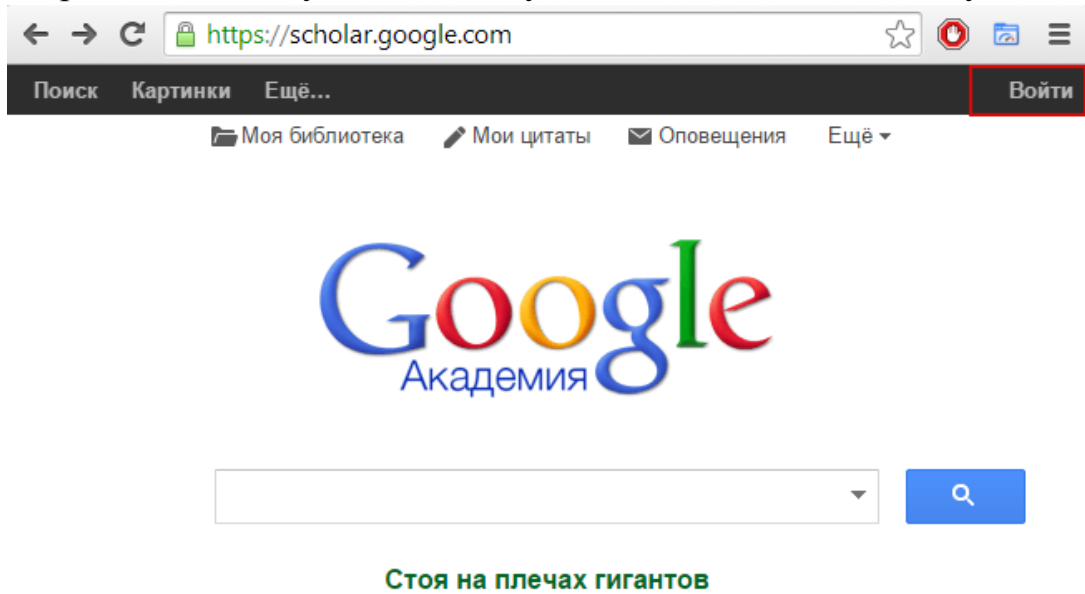 https://scholar.google.com
Поиск Картинки Ещё... Войти
Моя библиотека Мои цитаты Оповещения Ещё
Google
Академия
Стоя на плечах гигантов